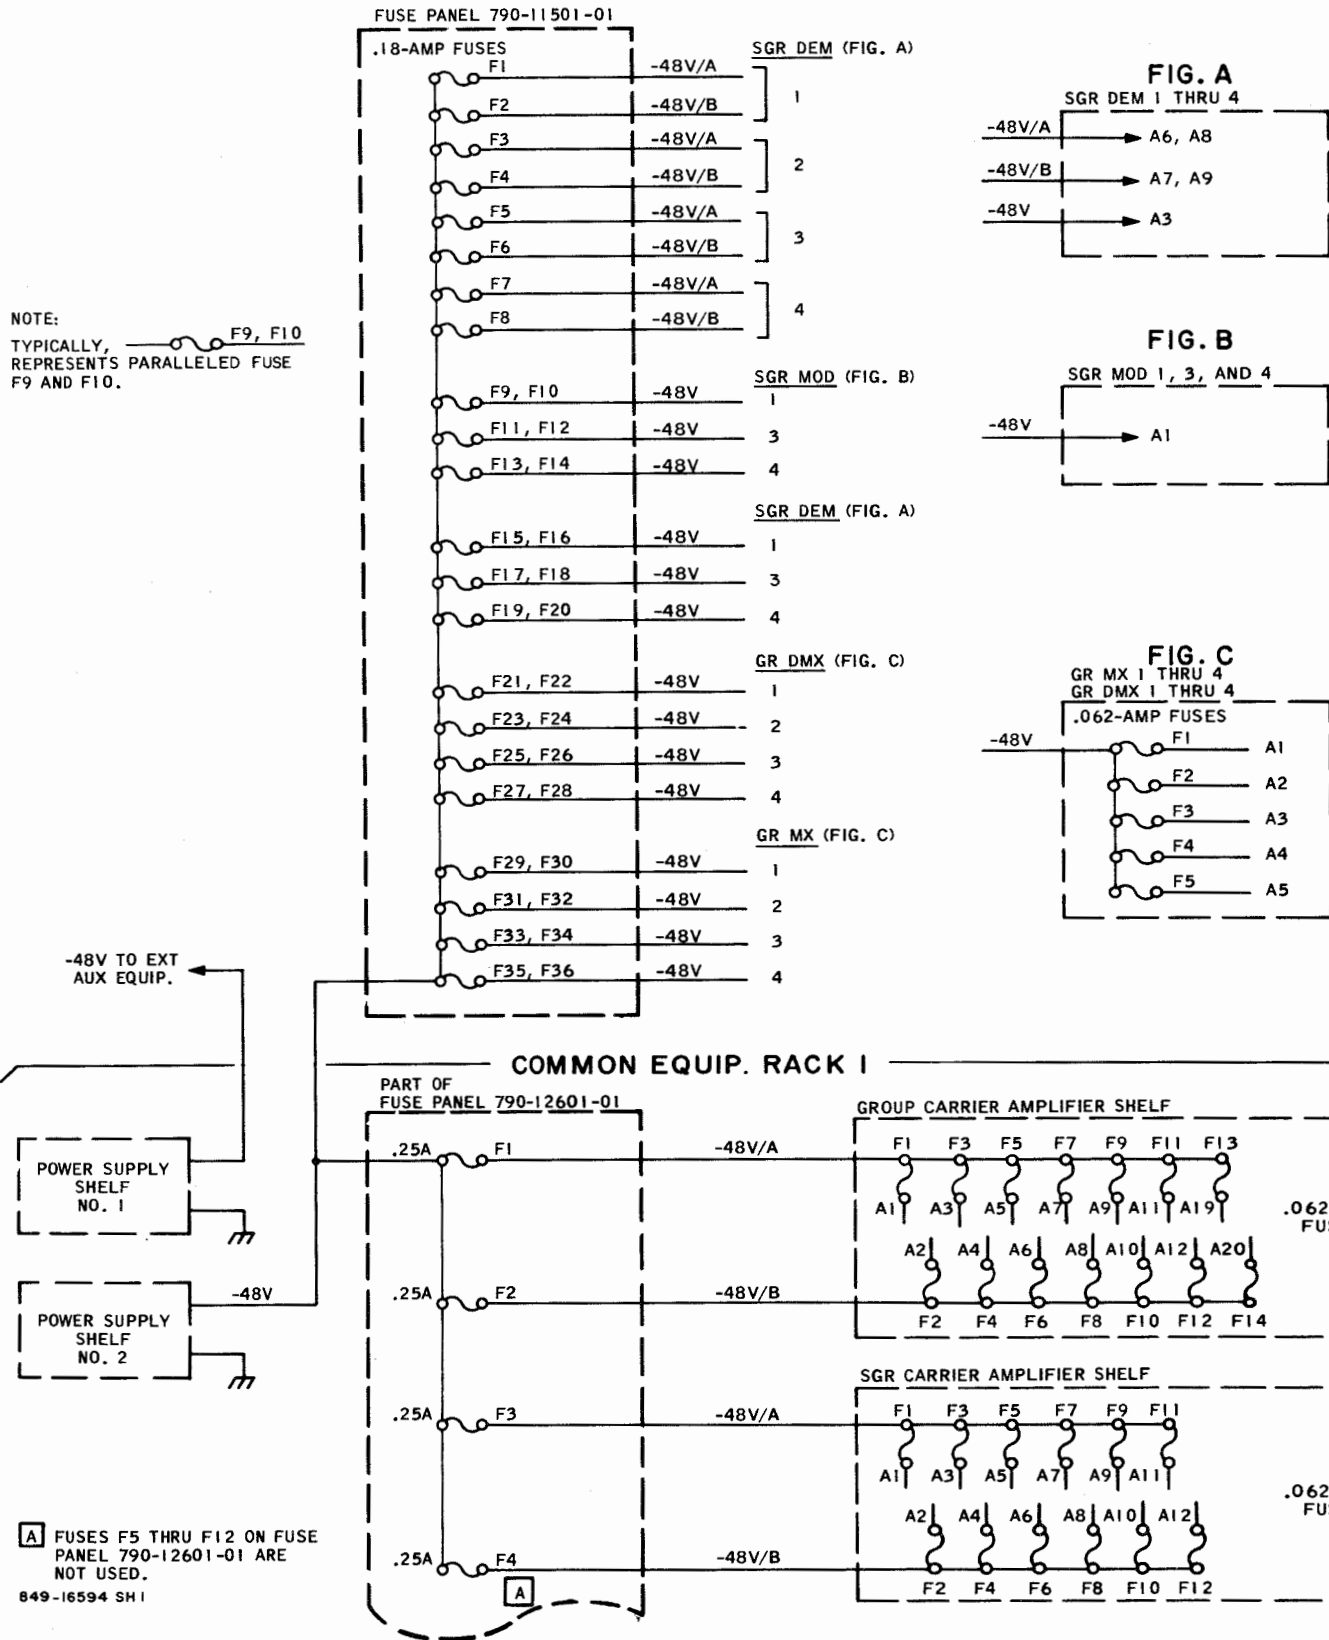 FUSE PANEL 790-11501-01
.18-AMP FUSES
SGR DEM (FIG. A)
F1 -48V/A
1
F2 -48V/B
F3 -48V/A
2
F4 -48V/B
F5 -48V/A
3
F6 -48V/B
F7 -48V/A
4
F8 -48V/B
NOTE:
TYPICALLY, F9, F10
REPRESENTS PARALLELED FUSE
F9 AND F10.
SGR MOD (FIG. B)
F9, F10 -48V 1
F11, F12 -48V 3
F13, F14 -48V 4
SGR DEM (FIG. A)
F15, F16 -48V 1
F17, F18 -48V 3
F19, F20 -48V 4
GR DMX (FIG. C)
F21, F22 -48V 1
F23, F24 -48V 2
F25, F26 -48V 3
F27, F28 -48V 4
GR MX (FIG. C)
F29, F30 -48V 1
F31, F32 -48V 2
F33, F34 -48V 3
F35, F36 -48V 4
FIG. A
SGR DEM 1 THRU 4
-48V/A A6, A8
-48V/B A7, A9
-48V A3
FIG. B
SGR MOD 1, 3, AND 4
-48V A1
FIG. C
GR MX 1 THRU 4
GR DMX 1 THRU 4
.062-AMP FUSES
-48V F1 A1
F2 A2
F3 A3
F4 A4
F5 A5
-48V TO EXT
AUX EQUIP.
COMMON EQUIP. RACK 1
PART OF
FUSE PANEL 790-12601-01
POWER SUPPLY
SHELF
NO. 1
-48V
POWER SUPPLY
SHELF
NO. 2
.25A F1 -48V/A
.25A F2 -48V/B
.25A F3 -48V/A
.25A F4 -48V/B
A
GROUP CARRIER AMPLIFIER SHELF
F1 F3 F5 F7 F9 F11 F13
A1 A3 A5 A7 A9 A11 A19
.062
FU
A2 A4 A6 A8 A10 A12 A20
F2 F4 F6 F8 F10 F12 F14
SGR CARRIER AMPLIFIER SHELF
F1 F3 F5 F7 F9 F11
A1 A3 A5 A7 A9 A11
.062
FU
A2 A4 A6 A8 A10 A12
F2 F4 F6 F8 F10 F12
A FUSES F5 THRU F12 ON FUSE
PANEL 790-12601-01 ARE
NOT USED.
849-16594 SH 1